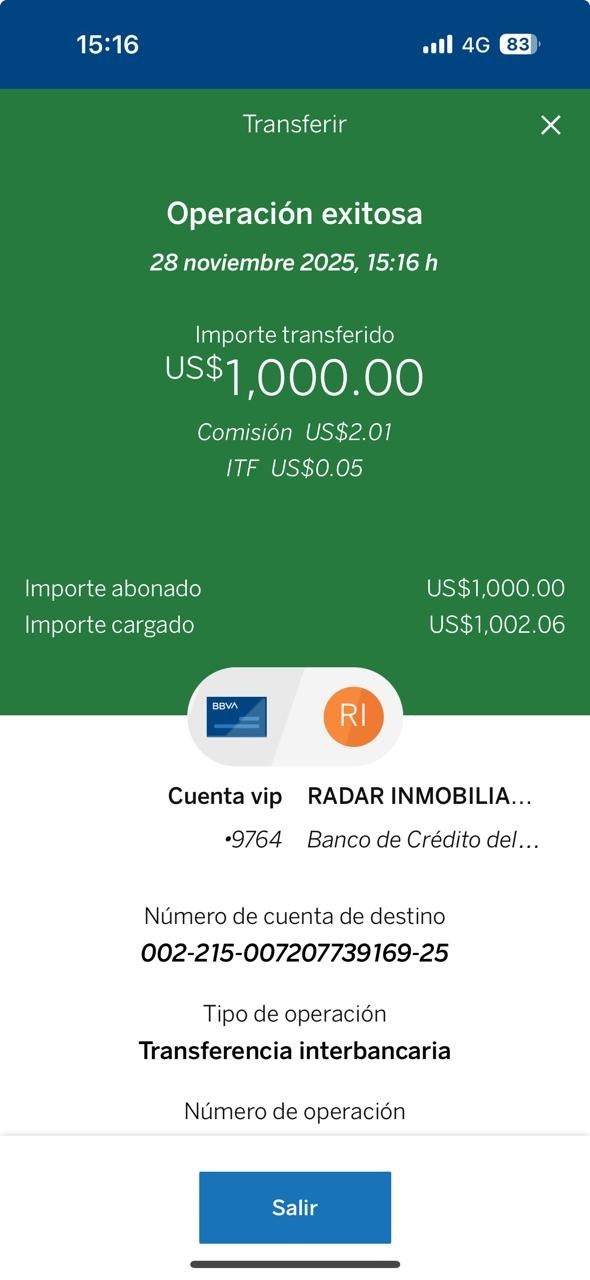 15:16
4G 83
Transferir
Operación exitosa
28 noviembre 2025, 15:16 h
Importe transferido
US$1,000.00
Comisión US$2.01
ITF US$0.05
Importe abonado US$1,000.00
Importe cargado US$1,002.06
BBVA
RI
Cuenta vip RADAR INMOBILIA...
•9764 Banco de Crédito del...
Número de cuenta de destino
002-215-007207739169-25
Tipo de operación
Transferencia interbancaria
Número de operación
Salir